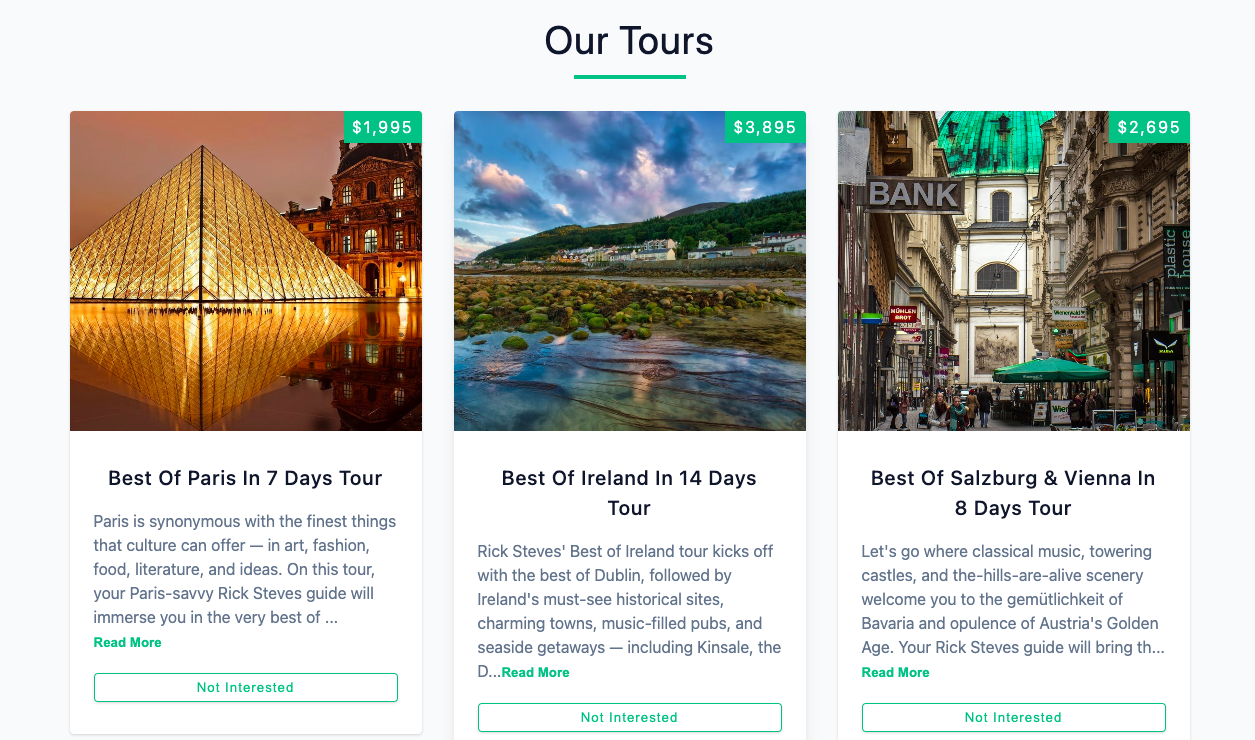 Our Tours
$1,995
$3,895
$2,695
BANK
plastic
house
MÜHLEN
BROT
Wienerwald
Wien
Best Of Paris In 7 Days Tour
Paris is synonymous with the finest things
that culture can offer — in art, fashion,
food, literature, and ideas. On this tour,
your Paris-savvy Rick Steves guide will
immerse you in the very best of ...
Read More
Not Interested
Best Of Ireland In 14 Days
Tour
Rick Steves' Best of Ireland tour kicks off
with the best of Dublin, followed by
Ireland's must-see historical sites,
charming towns, music-filled pubs, and
seaside getaways — including Kinsale, the
D...Read More
Not Interested
Best Of Salzburg & Vienna In
8 Days Tour
Let's go where classical music, towering
castles, and the-hills-are-alive scenery
welcome you to the gemütlichkeit of
Bavaria and opulence of Austria's Golden
Age. Your Rick Steves guide will bring th...
Read More
Not Interested